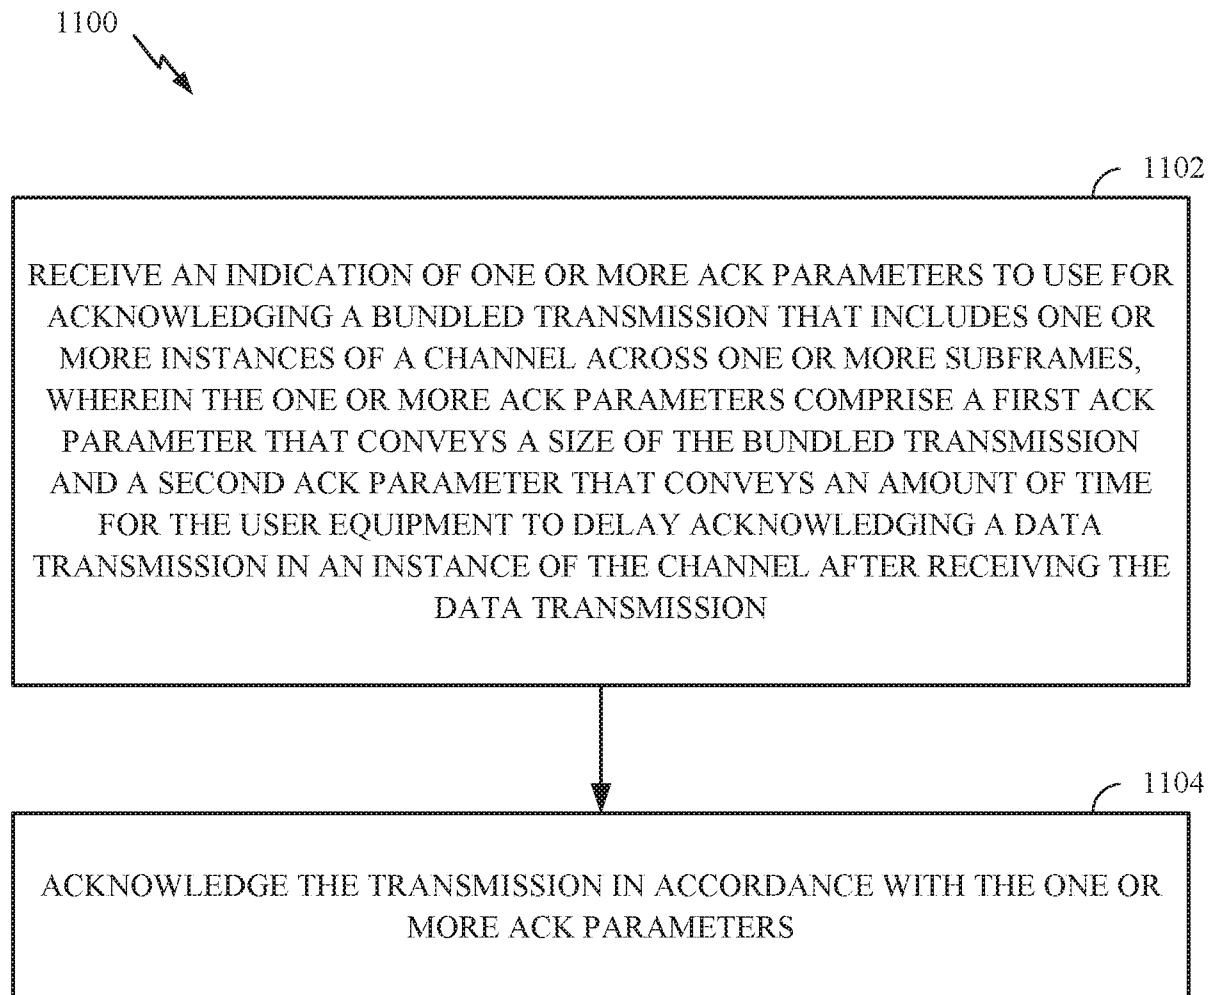 1100
1102
RECEIVE AN INDICATION OF ONE OR MORE ACK PARAMETERS TO USE FOR
ACKNOWLEDGING A BUNDLED TRANSMISSION THAT INCLUDES ONE OR
MORE INSTANCES OF A CHANNEL ACROSS ONE OR MORE SUBFRAMES,
WHEREIN THE ONE OR MORE ACK PARAMETERS COMPRISE A FIRST ACK
PARAMETER THAT CONVEYS A SIZE OF THE BUNDLED TRANSMISSION
AND A SECOND ACK PARAMETER THAT CONVEYS AN AMOUNT OF TIME
FOR THE USER EQUIPMENT TO DELAY ACKNOWLEDGING A DATA
TRANSMISSION IN AN INSTANCE OF THE CHANNEL AFTER RECEIVING THE
DATA TRANSMISSION
1104
ACKNOWLEDGE THE TRANSMISSION IN ACCORDANCE WITH THE ONE OR
MORE ACK PARAMETERS